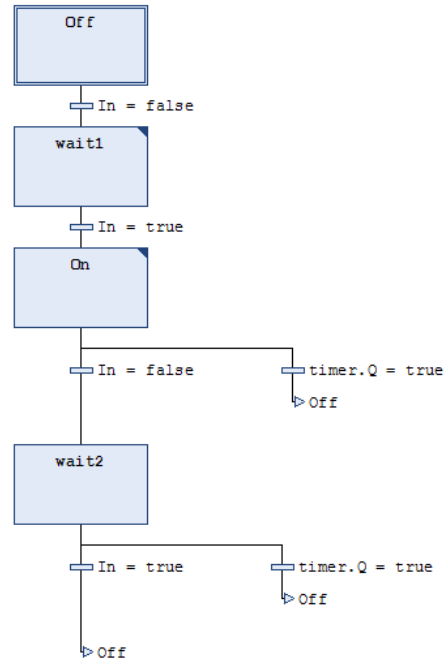 Off
In = false
wait1
In = true
On
In = false
timer.Q = true
Off
wait2
In = true
timer.Q = true
Off
Off